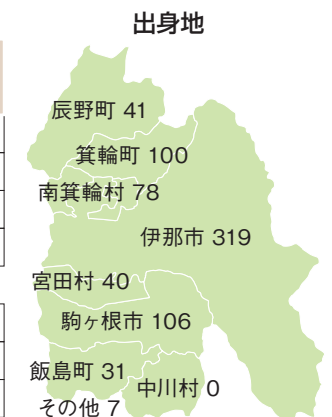 出身地
辰野町 41
箕輪町 100
南箕輪村 78
伊那市 319
宮田村 40
駒ヶ根市 106
飯島町 31
中川村 0
その他 7